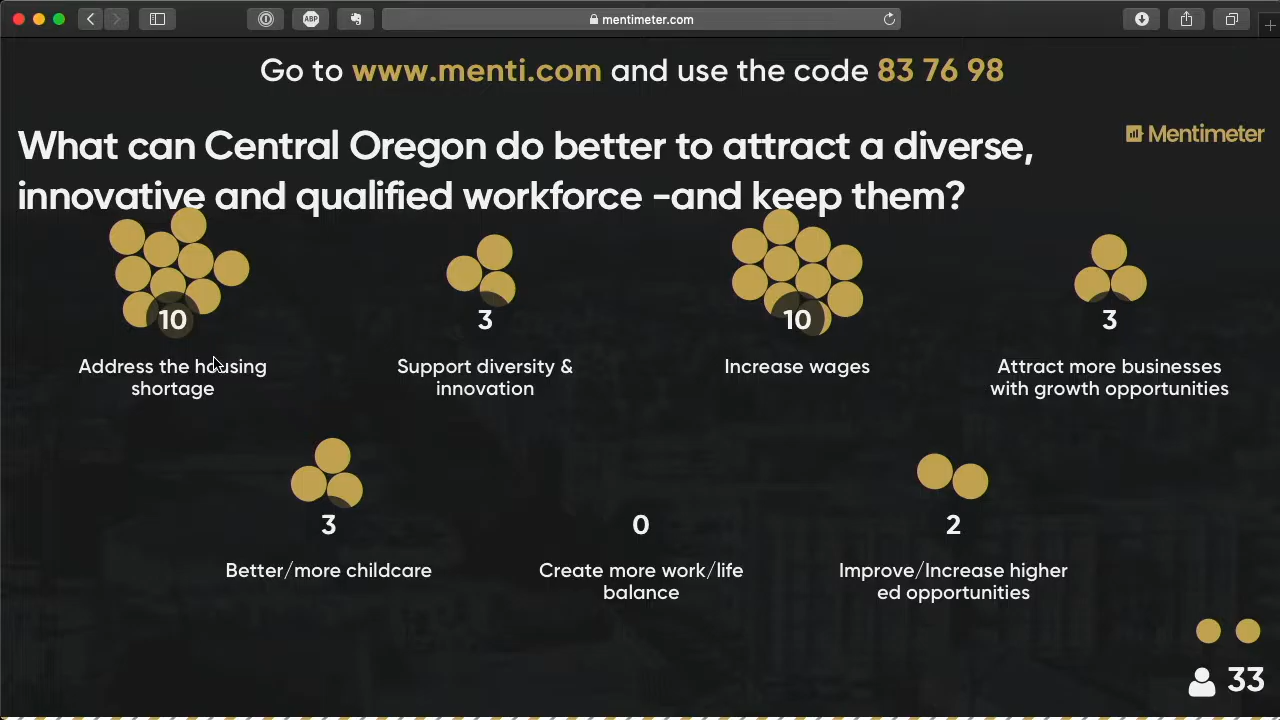 mentimeter.com
ABP
Go to www.menti.com and use the code 83 76 98
Mentimeter
What can Central Oregon do better to attract a diverse,
innovative and qualified workforce -and keep them?
10
Address the housing
shortage
3
Support diversity &
innovation
10
Increase wages
3
Attract more businesses
with growth opportunities
3
Better/more childcare
0
Create more work/life
balance
2
Improve/Increase higher
ed opportunities
33